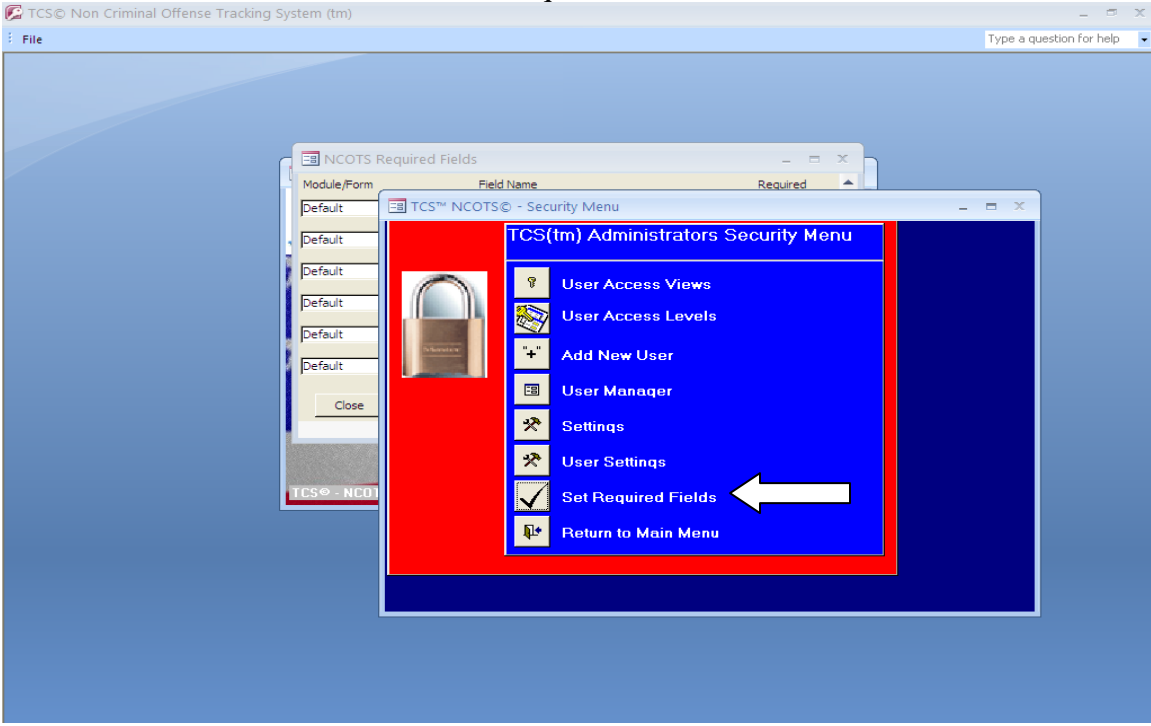 TCS© Non Criminal Offense Tracking System (tm)
File
Type a question for help
NCOTS Required Fields
Module/Form Field Name Required
Default
Default
Default
Default
Default
Default
Close
TCS© - NCOT
TCS™ NCOTS© - Security Menu
TCS(tm) Administrators Security Menu
User Access Views
User Access Levels
"+" Add New User
User Manager
Settings
User Settings
Set Required Fields
Return to Main Menu